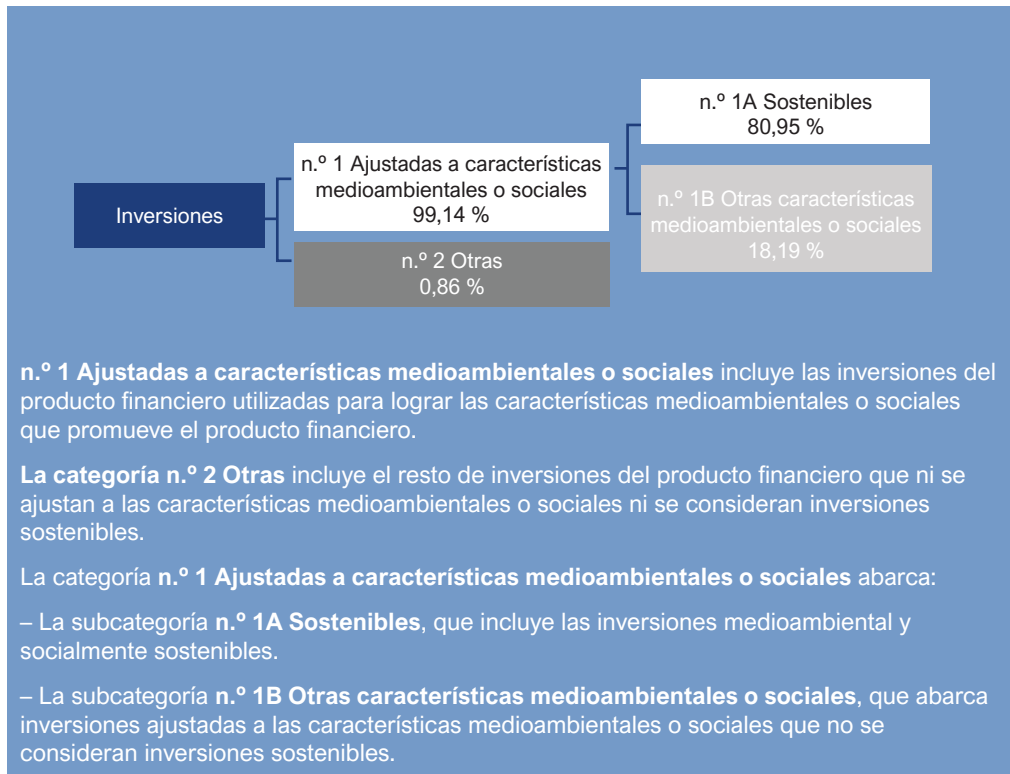 Inversiones
n.º 1 Ajustadas a características
medioambientales o sociales
99,14 %
n.º 2 Otras
0,86 %
n.º 1A Sostenibles
80,95 %
n.º 1B Otras características
medioambientales o sociales
18,19 %
n.º 1 Ajustadas a características medioambientales o sociales incluye las inversiones del
producto financiero utilizadas para lograr las características medioambientales o sociales
que promueve el producto financiero.
La categoría n.º 2 Otras incluye el resto de inversiones del producto financiero que ni se
ajustan a las características medioambientales o sociales ni se consideran inversiones
sostenibles.
La categoría n.º 1 Ajustadas a características medioambientales o sociales abarca:
– La subcategoría n.º 1A Sostenibles, que incluye las inversiones medioambiental y
socialmente sostenibles.
– La subcategoría n.º 1B Otras características medioambientales o sociales, que abarca
inversiones ajustadas a las características medioambientales o sociales que no se
consideran inversiones sostenibles.